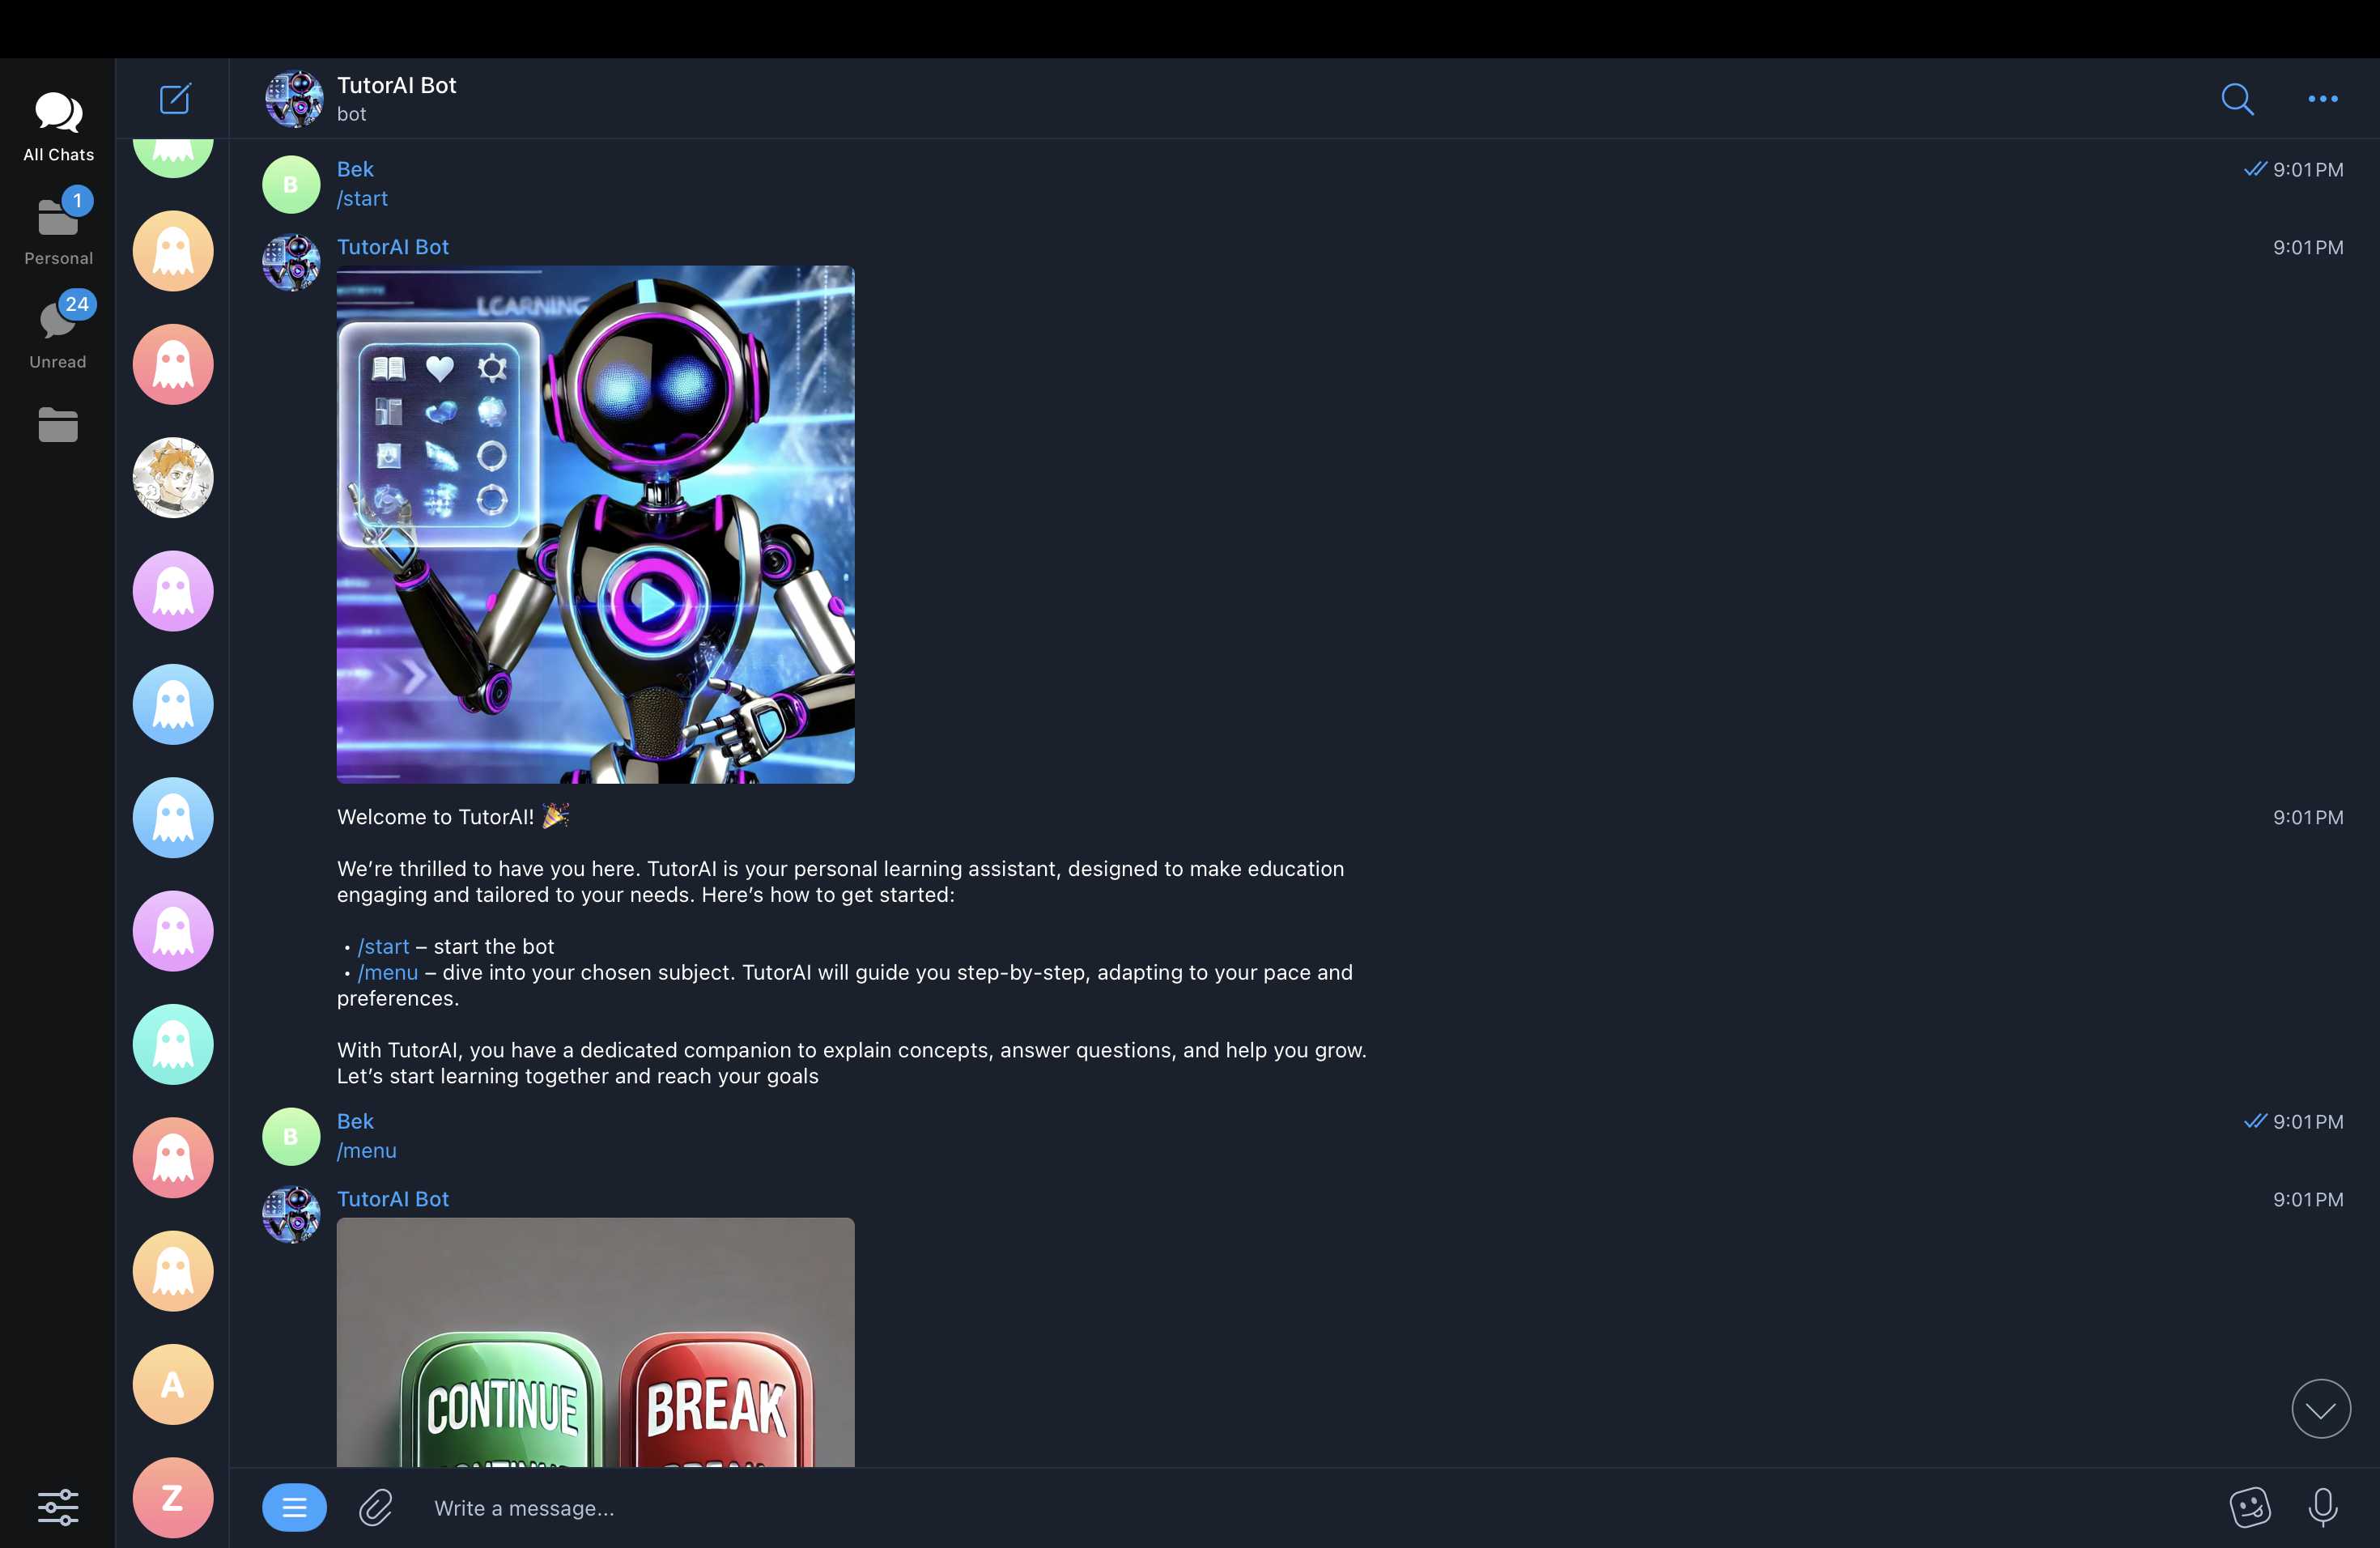 All Chats
1
Personal
24
Unread
A
Z
TutorAI Bot
bot
Bek
9:01 PM
/start
TutorAI Bot
9:01 PM
LCARNING
Welcome to TutorAI! 🎉
9:01 PM
We’re thrilled to have you here. TutorAI is your personal learning assistant, designed to make education
engaging and tailored to your needs. Here’s how to get started:
• /start – start the bot
• /menu – dive into your chosen subject. TutorAI will guide you step-by-step, adapting to your pace and
preferences.
With TutorAI, you have a dedicated companion to explain concepts, answer questions, and help you grow.
Let’s start learning together and reach your goals
B
Bek
9:01 PM
/menu
B
TutorAI Bot
9:01 PM
CONTINUE
BREAK
Write a message...